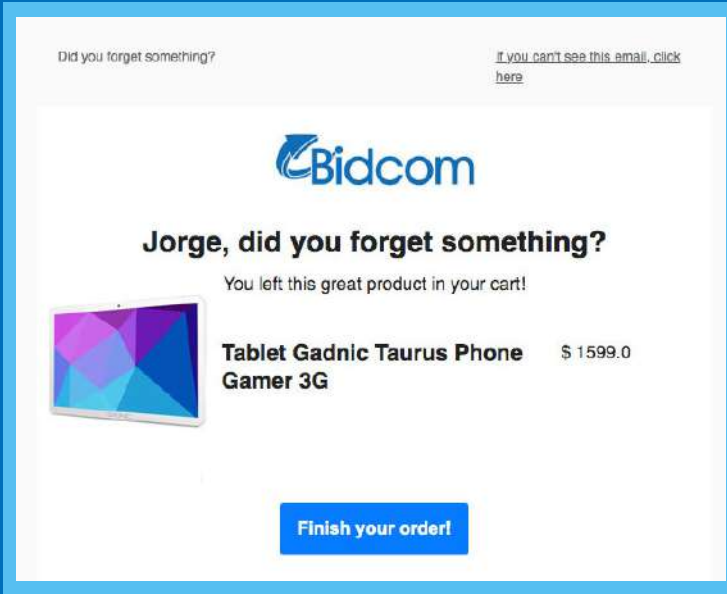 Did you forget something?
If you can't see this email, click
here
Bidcom
Jorge, did you forget something?
You left this great product in your cart!
Tablet Gadnic Taurus Phone
Gamer 3G
$ 1599.0
Finish your order!